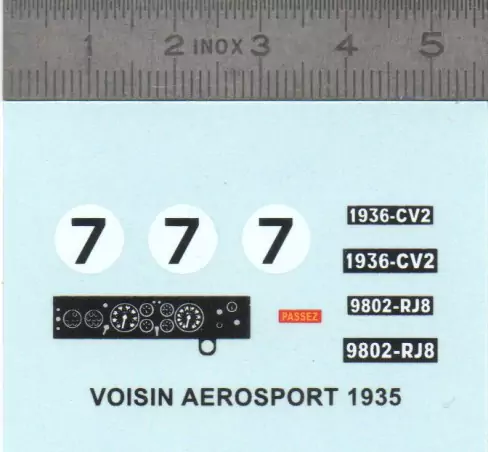 1 2 INOX 3 4 5
1936-CV2
7 7 7
1936-CV2
9802-RJ8
PASSEZ
9802-RJ8
VOISIN AEROSPORT 1935